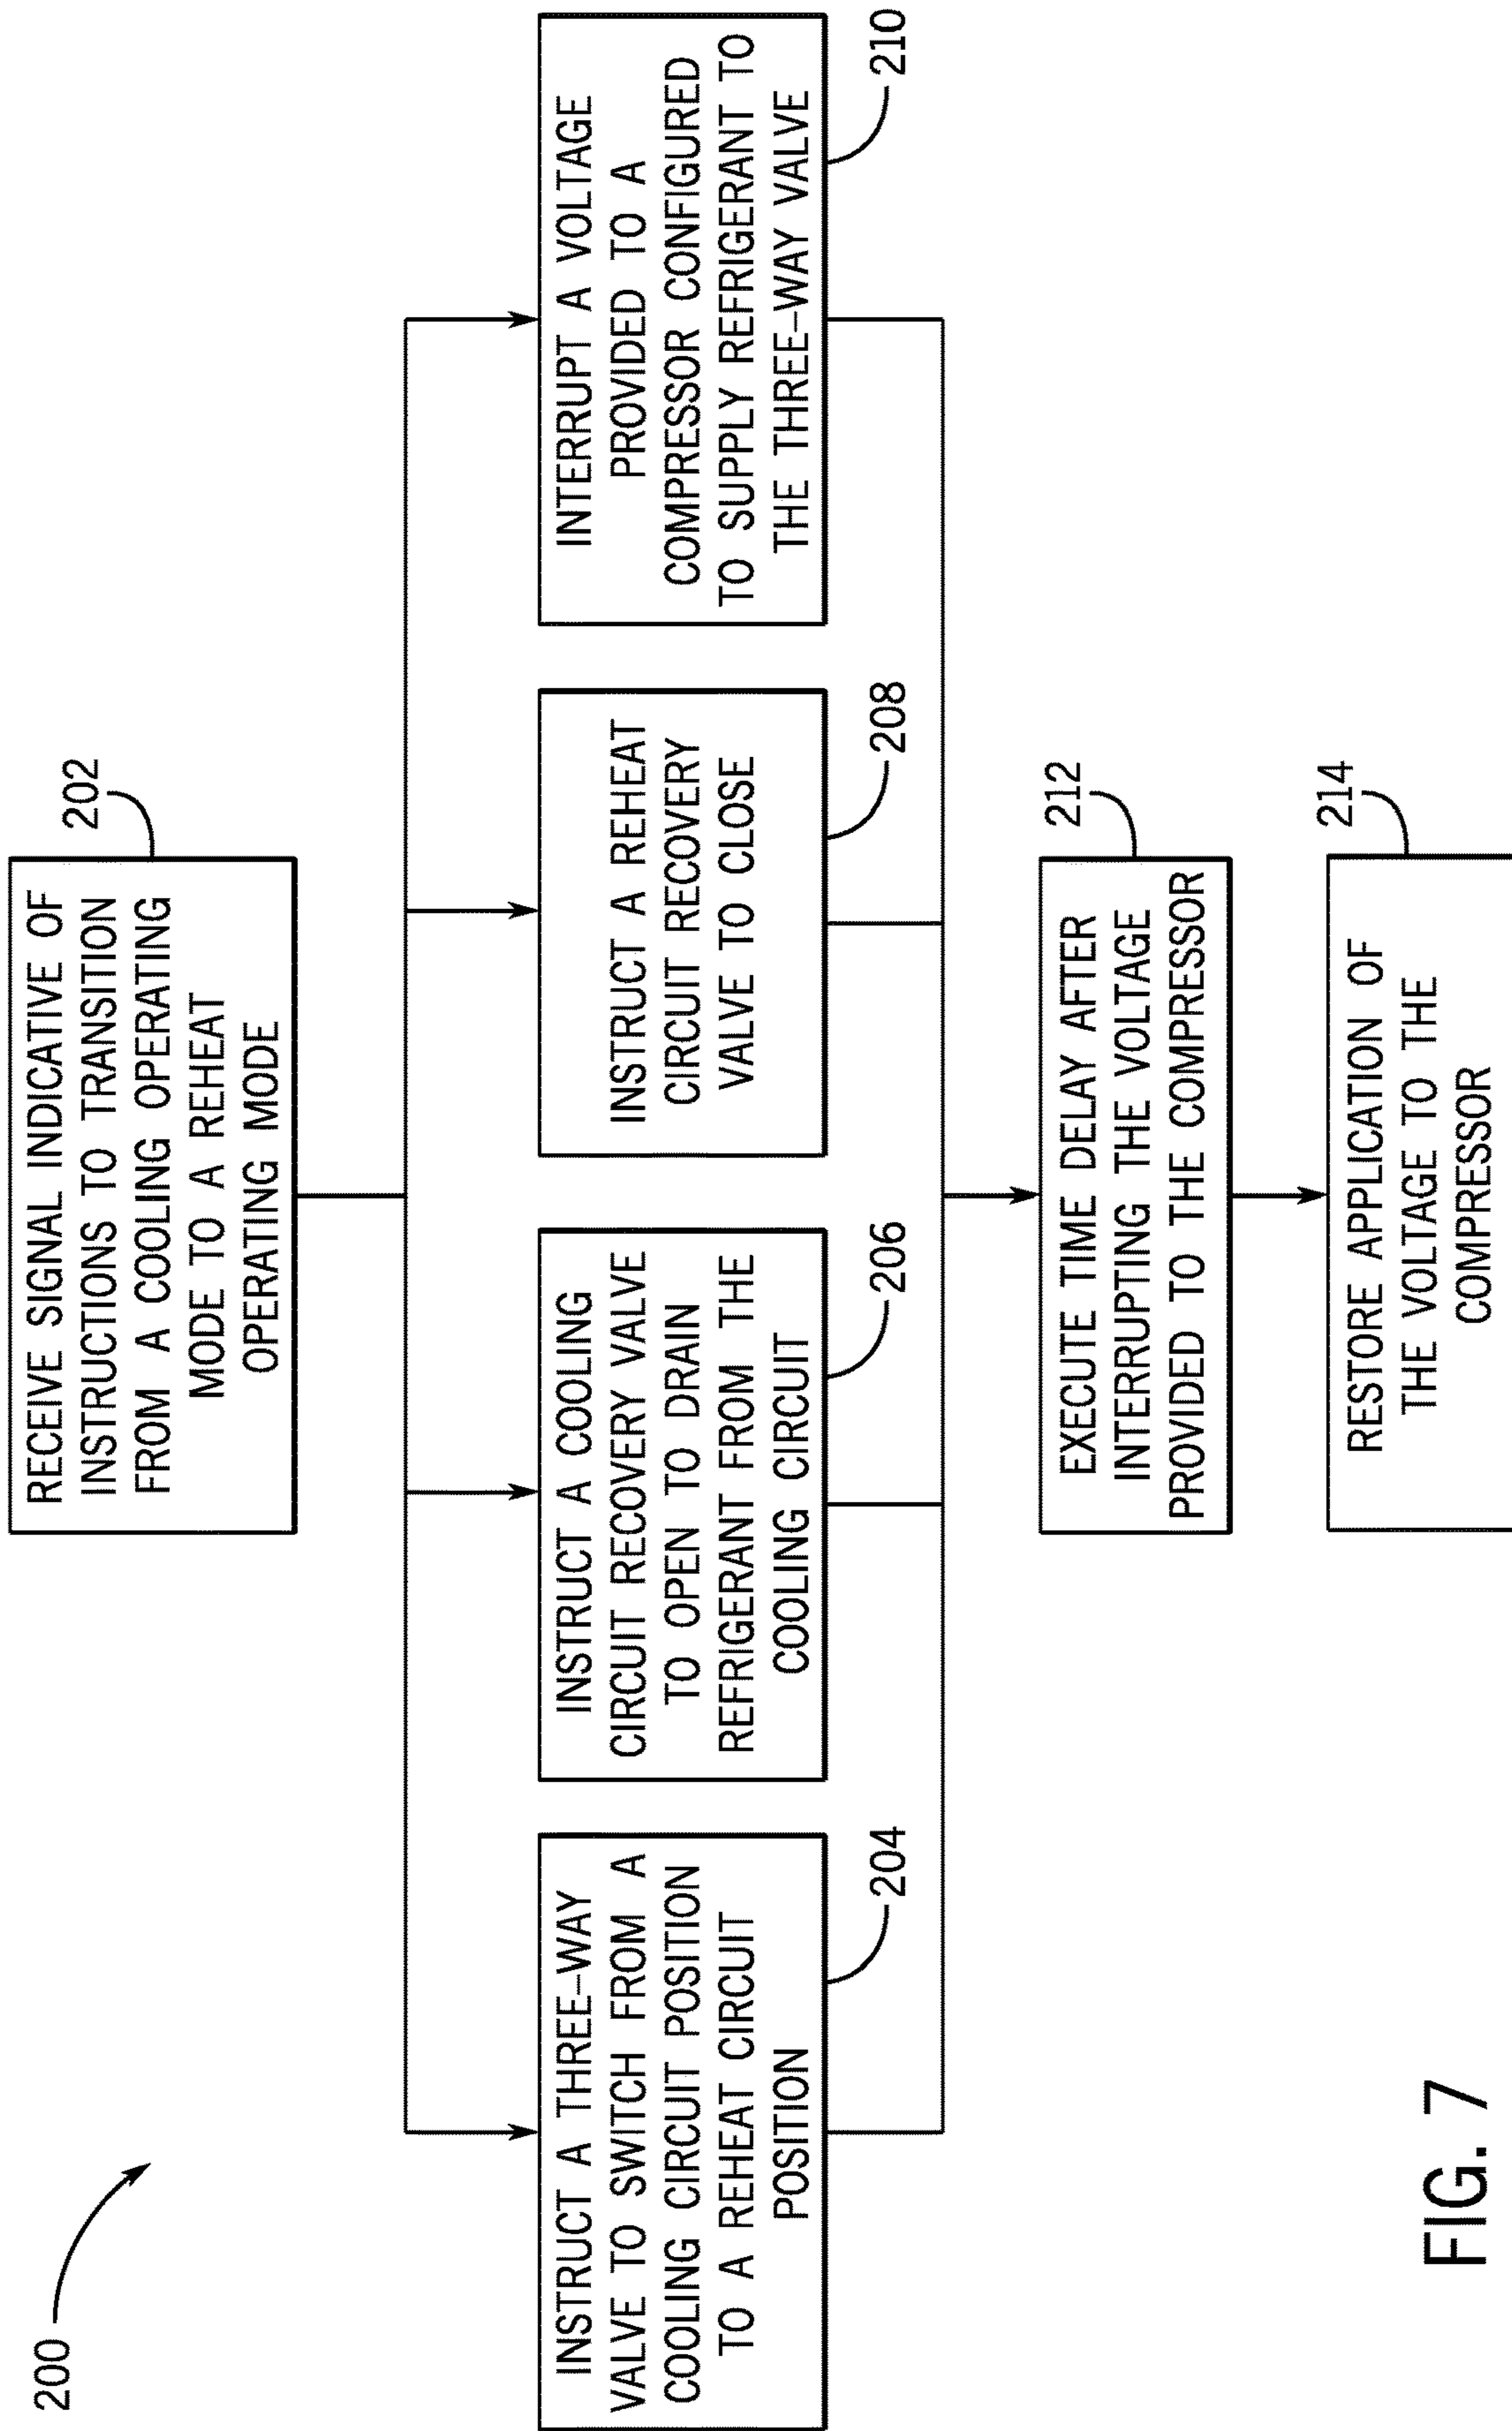 200
RECEIVE SIGNAL INDICATIVE OF
INSTRUCTIONS TO TRANSITION
FROM A COOLING OPERATING
MODE TO A REHEAT
OPERATING MODE
202
INSTRUCT A THREE-WAY
VALVE TO SWITCH FROM A
COOLING CIRCUIT POSITION
TO A REHEAT CIRCUIT
POSITION
204
INSTRUCT A COOLING
CIRCUIT RECOVERY VALVE
TO OPEN TO DRAIN
REFRIGERANT FROM THE
COOLING CIRCUIT
206
INSTRUCT A REHEAT
CIRCUIT RECOVERY
VALVE TO CLOSE
208
INTERRUPT A VOLTAGE
PROVIDED TO A
COMPRESSOR CONFIGURED
TO SUPPLY REFRIGERANT TO
THE THREE-WAY VALVE
210
EXECUTE TIME DELAY AFTER
INTERRUPTING THE VOLTAGE
PROVIDED TO THE COMPRESSOR
212
RESTORE APPLICATION OF
THE VOLTAGE TO THE
COMPRESSOR
214
FIG. 7